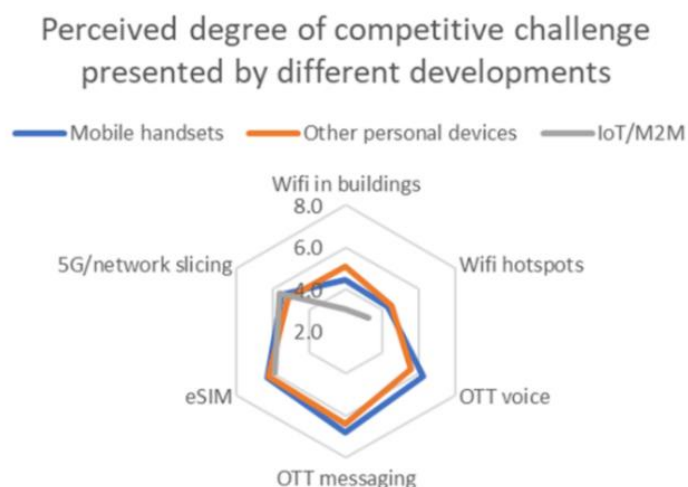 Perceived degree of competitive challenge
presented by different developments
Mobile handsets Other personal devices IoT/M2M
Wifi in buildings
8.0
6.0
5G/network slicing
Wifi hotspots
4.0
2.0
eSIM
OTT voice
OTT messaging